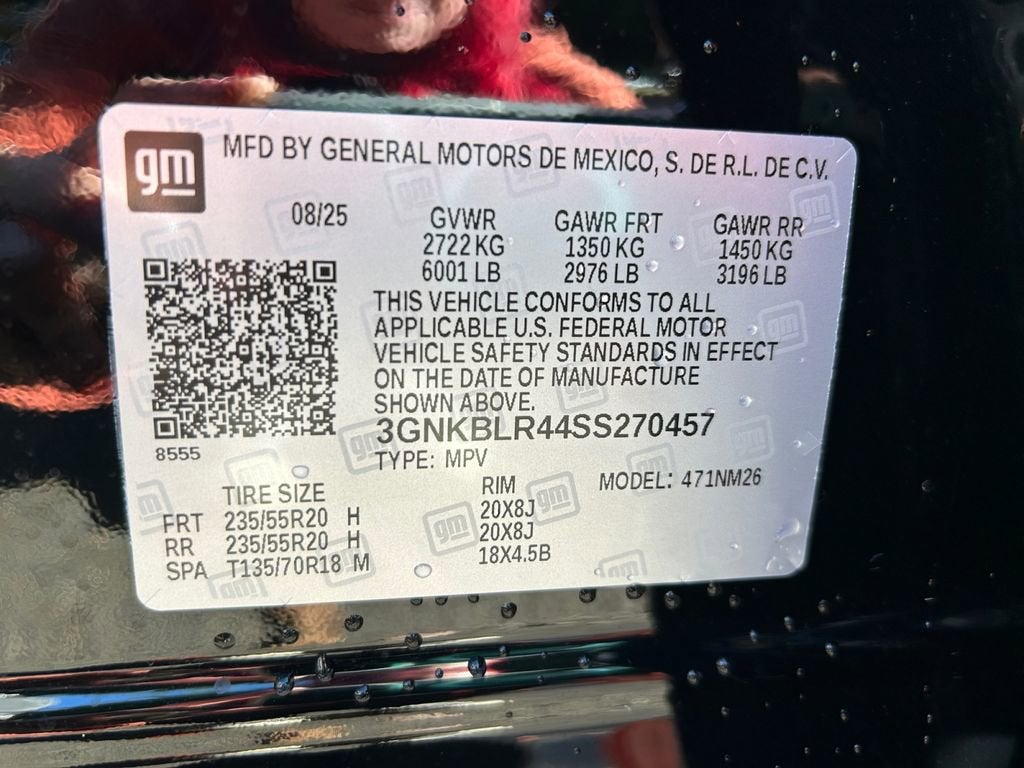 gm
MFD BY GENERAL MOTORS DE MEXICO, S. DE R.L. DE C.V.
08/25 GVWR GAWR FRT GAWR RR
2722 KG 1350 KG 1450 KG
6001 LB 2976 LB 3196 LB
THIS VEHICLE CONFORMS TO ALL
APPLICABLE U.S. FEDERAL MOTOR
VEHICLE SAFETY STANDARDS IN EFFECT
ON THE DATE OF MANUFACTURE
SHOWN ABOVE.
3GNKBLR44SS270457
8555
TYPE: MPV
TIRE SIZE RIM MODEL: 471NM26
FRT 235/55R20 H 20X8J
RR 235/55R20 H 20X8J
SPA T135/70R18 M 18X4.5B